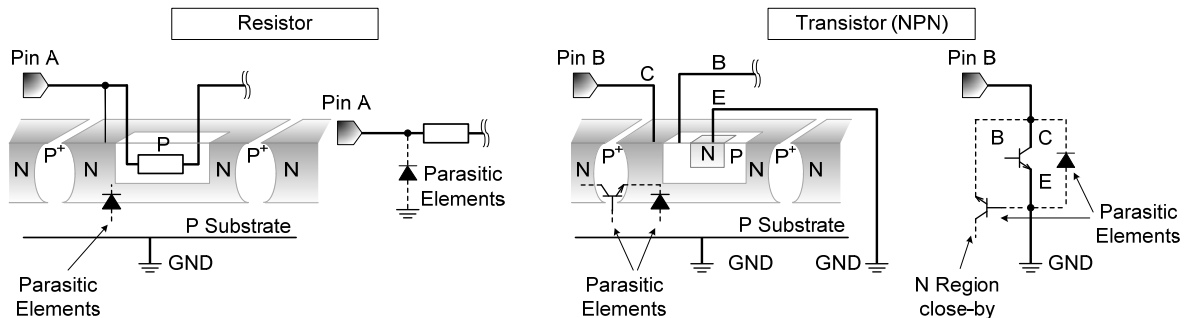 Resistor
Pin A
N
P+
N
P
P+
N
N
P Substrate
GND
Parasitic
Elements
Pin A
Parasitic
Elements
Transistor (NPN)
Pin B
C
B
E
N
P+
N
N
P
P+
N
N
P Substrate
GND
GND
Parasitic
Elements
Pin B
B
C
E
Parasitic
Elements
GND
N Region
close-by